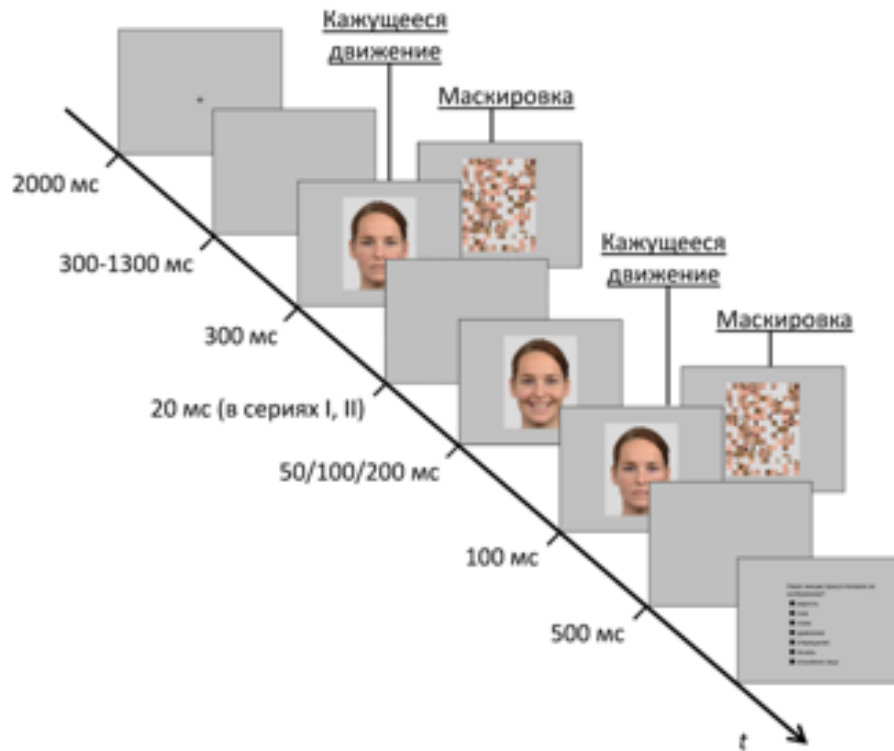 Кажущееся
движение
Маскировка
2000 мс
300-1300 мс
Кажущееся
движение
300 мс
Маскировка
20 мс (в сериях I, II)
50/100/200 мс
100 мс
500 мс
t